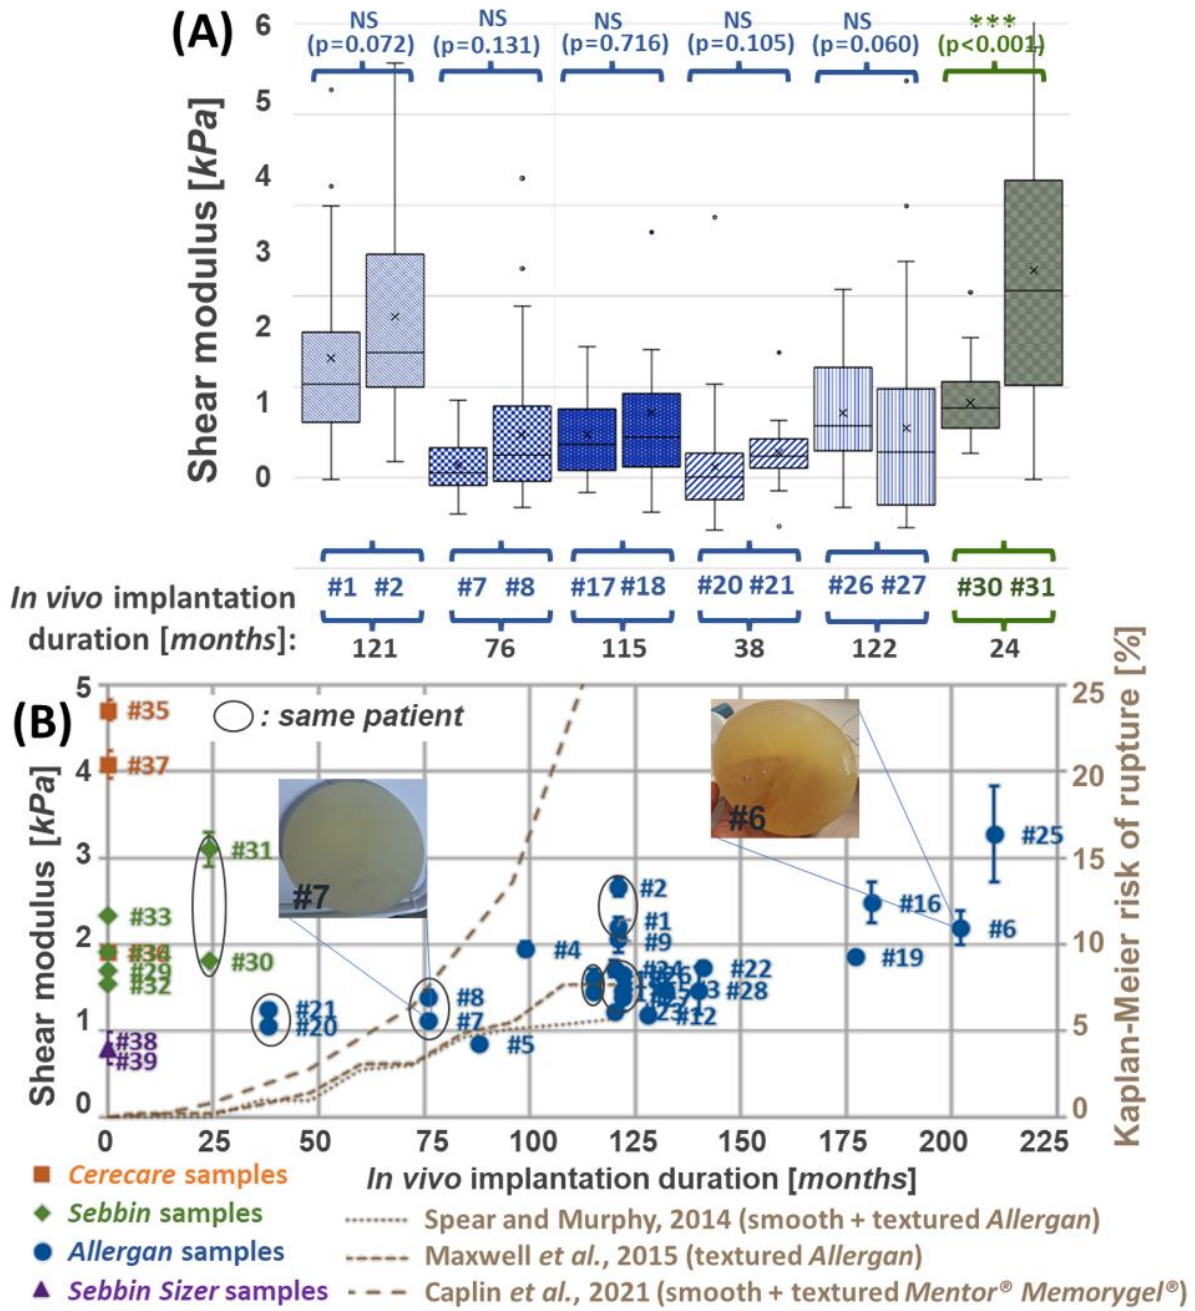 (A)
NS NS NS NS NS ***
(p=0.072) (p=0.131) (p=0.716) (p=0.105) (p=0.060) (p<0.001)
Shear modulus [kPa]
6
5
4
3
2
1
0
#1 #2 #7 #8 #17 #18 #20 #21 #26 #27 #30 #31
In vivo implantation
duration [months]:
121 76 115 38 122 24
(B)
Shear modulus [kPa]
5
4
3
2
1
0
Kaplan-Meier risk of rupture [%]
25
20
15
10
5
0
: same patient
#35
#37
#31
#33
#29
#30
#32
#38
#39
#7
#6
#25
#2
#1
#9
#4
#16
#6
#19
#22
#28
#12
#21
#20
#8
#7
#5
0 25 50 75 100 125 150 175 200 225
In vivo implantation duration [months]
Cerecare samples
Sebbin samples
Allergan samples
Sebbin Sizer samples
Spear and Murphy, 2014 (smooth + textured Allergan)
Maxwell et al., 2015 (textured Allergan)
Caplin et al., 2021 (smooth + textured Mentor® Memorygel®)